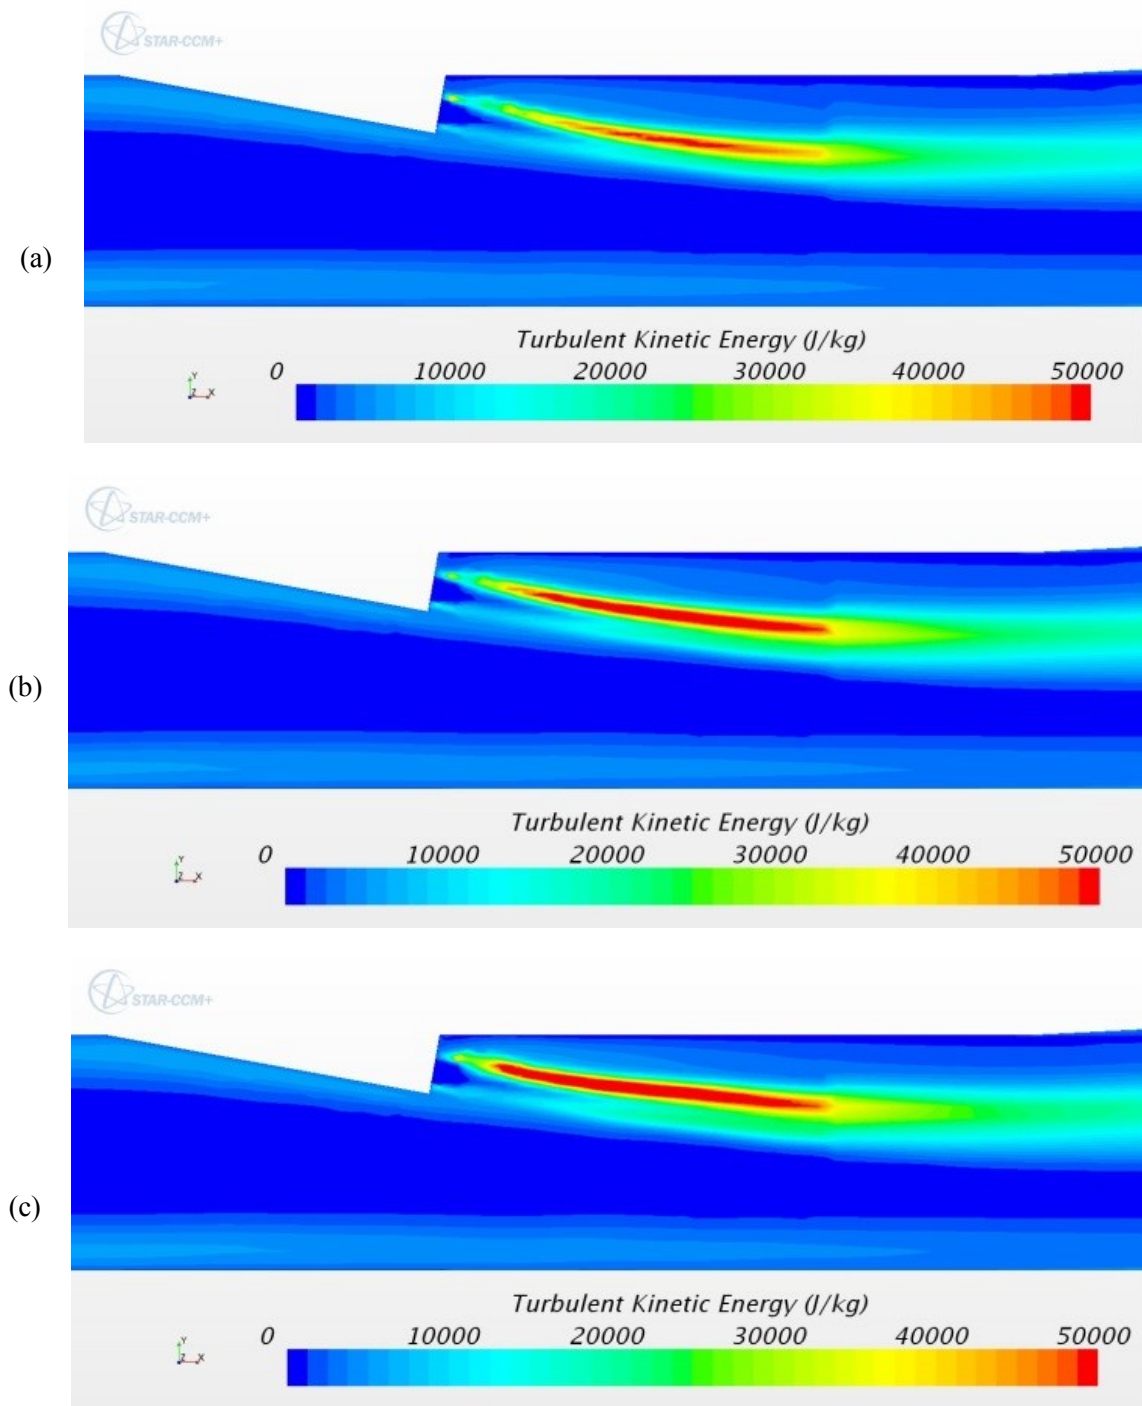 STAR-CCM+
(a)
Turbulent Kinetic Energy (J/kg)
0 10000 20000 30000 40000 50000
Y
Z X
STAR-CCM+
(b)
Turbulent Kinetic Energy (J/kg)
0 10000 20000 30000 40000 50000
Y
Z X
STAR-CCM+
(c)
Turbulent Kinetic Energy (J/kg)
0 10000 20000 30000 40000 50000
Y
Z X